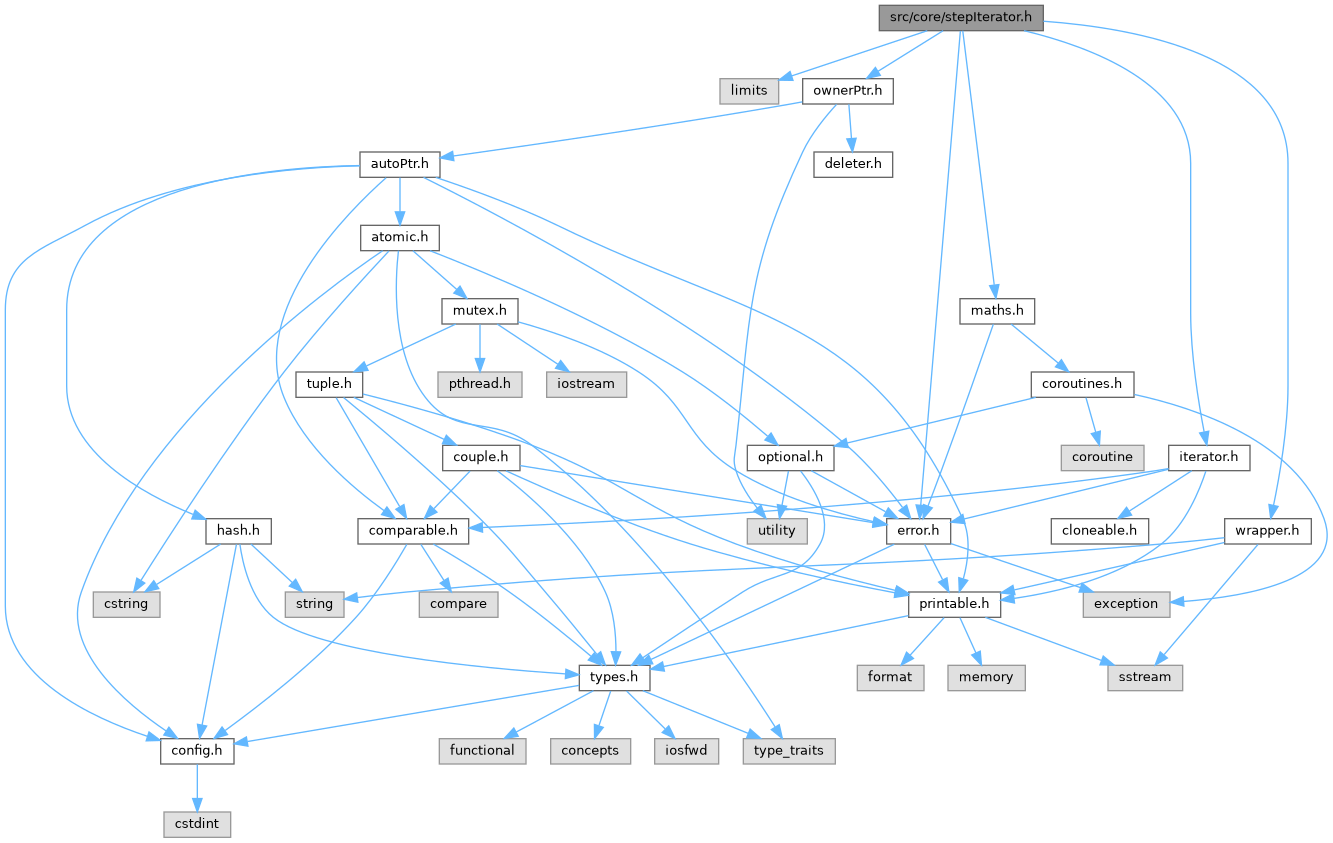 src/core/stepIterator.h
limits
ownerPtr.h
autoPtr.h
deleter.h
atomic.h
mutex.h
maths.h
tuple.h
pthread.h
iostream
coroutines.h
couple.h
optional.h
coroutine
iterator.h
hash.h
comparable.h
utility
error.h
cloneable.h
wrapper.h
cstring
string
compare
printable.h
exception
types.h
format
memory
sstream
config.h
functional
concepts
iosfwd
type_traits
cstdint